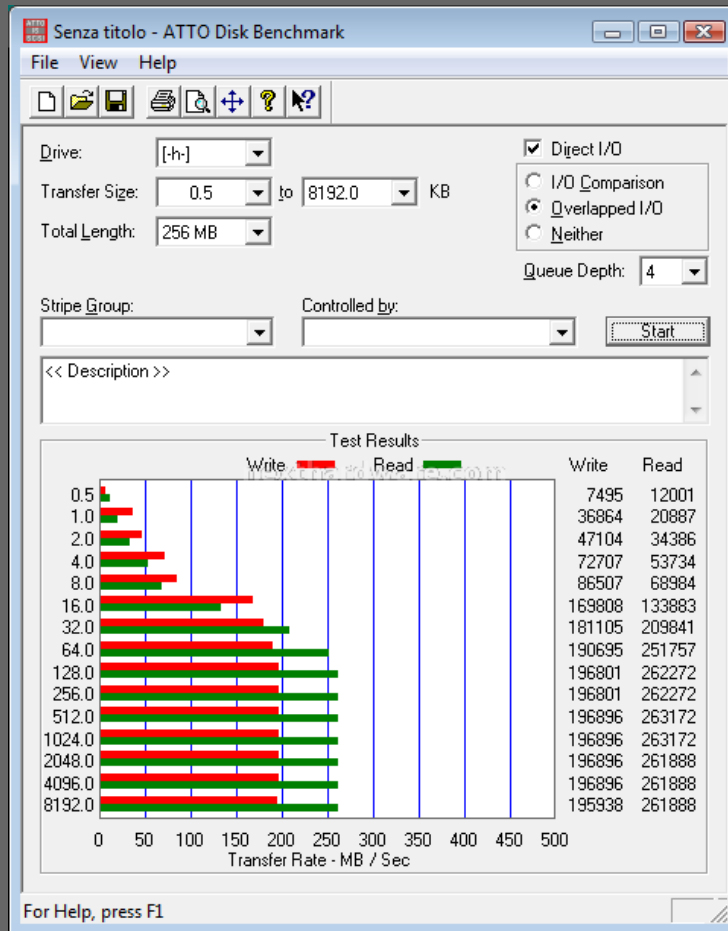 Senza titolo - ATTO Disk Benchmark
File View Help
Drive: [-h-] Direct I/O
Transfer Size: 0.5 to 8192.0 KB
I/O Comparison
Overlapped I/O
Total Length: 256 MB
Neither
Queue Depth: 4
Stripe Group: Controlled by:
Start
<< Description >>
Test Results
Write Read Write Read
nexthardware.com
0.5 7495 12001
1.0 36864 20887
2.0 47104 34386
4.0 72707 53734
8.0 86507 68984
16.0 169808 133883
32.0 181105 209841
64.0 190695 251757
128.0 196801 262272
256.0 196801 262272
512.0 196896 263172
1024.0 196896 263172
2048.0 196896 261888
4096.0 196896 261888
8192.0 195938 261888
0 50 100 150 200 250 300 350 400 450 500
Transfer Rate - MB / Sec
For Help, press F1